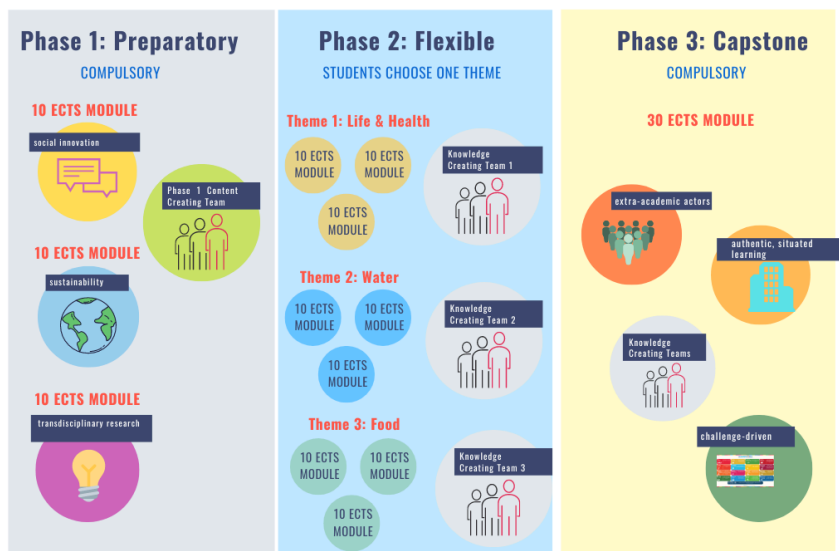 Phase 1: Preparatory
COMPULSORY
10 ECTS MODULE
social innovation
Phase 1 Content
Creating Team
10 ECTS MODULE
sustainability
10 ECTS MODULE
transdisciplinary research
Phase 2: Flexible
STUDENTS CHOOSE ONE THEME
Theme 1: Life & Health
10 ECTS
MODULE
10 ECTS
MODULE
10 ECTS
MODULE
Knowledge
Creating Team 1
Theme 2: Water
10 ECTS
MODULE
10 ECTS
MODULE
10 ECTS
MODULE
Knowledge
Creating Team 2
Theme 3: Food
10 ECTS
MODULE
10 ECTS
MODULE
10 ECTS
MODULE
Knowledge
Creating Team 3
Phase 3: Capstone
COMPULSORY
30 ECTS MODULE
extra-academic actors
authentic, situated
learning
Knowledge
Creating Teams
challenge-driven